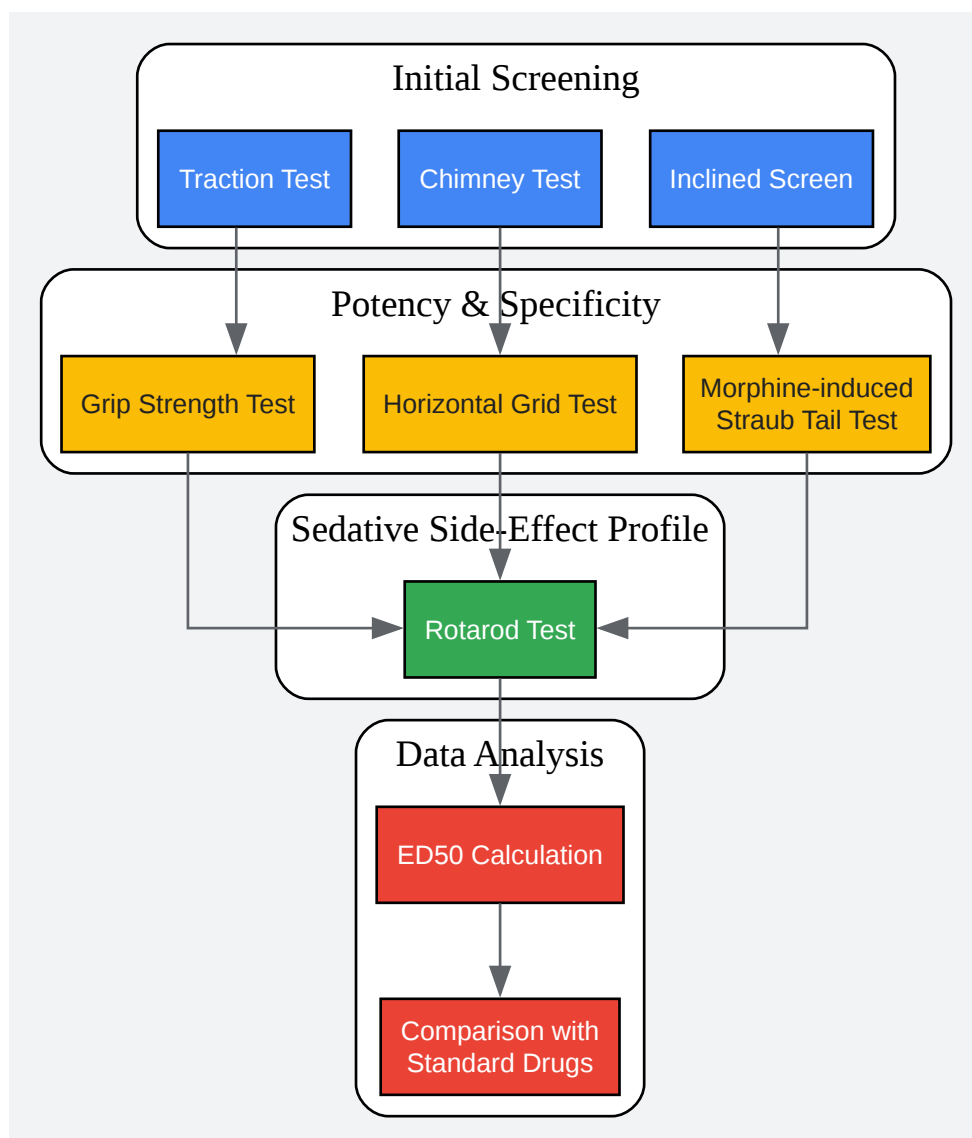 Initial Screening
Traction Test
Chimney Test
Inclined Screen
Potency & Specificity
Grip Strength Test
Horizontal Grid Test
Morphine-induced
Straub Tail Test
Sedative Side-Effect Profile
Rotarod Test
Data Analysis
ED50 Calculation
Comparison with
Standard Drugs